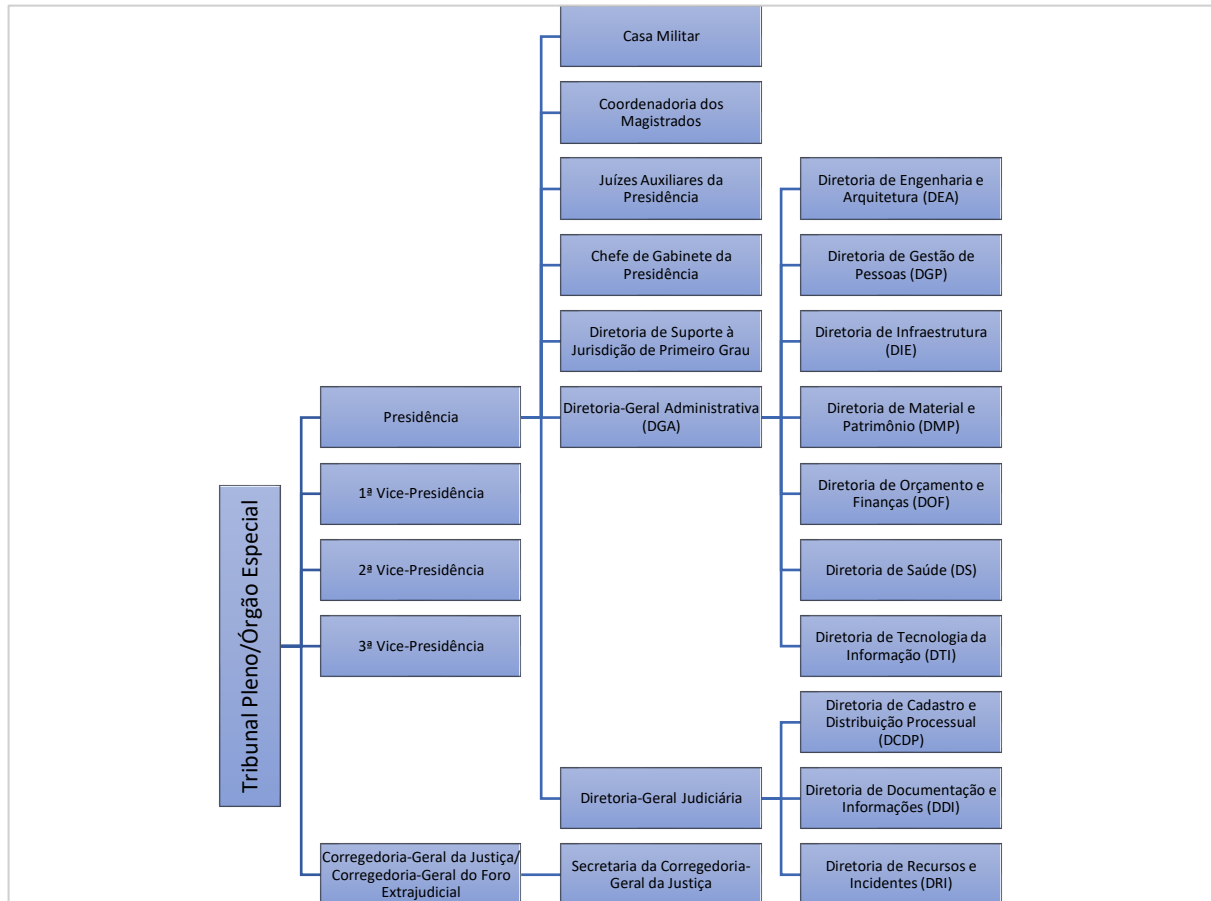 Tribunal Pleno/Órgão Especial
Presidência
1ª Vice-Presidência
2ª Vice-Presidência
3ª Vice-Presidência
Corregedoria-Geral da Justiça/
Corregedoria-Geral do Foro
Extrajudicial
Casa Militar
Coordenadoria dos
Magistrados
Juízes Auxiliares da
Presidência
Chefe de Gabinete da
Presidência
Diretoria de Suporte à
Jurisdição de Primeiro Grau
Diretoria-Geral Administrativa
(DGA)
Diretoria-Geral Judiciária
Secretaria da Corregedoria-
Geral da Justiça
Diretoria de Engenharia e
Arquitetura (DEA)
Diretoria de Gestão de
Pessoas (DGP)
Diretoria de Infraestrutura
(DIE)
Diretoria de Material e
Patrimônio (DMP)
Diretoria de Orçamento e
Finanças (DOF)
Diretoria de Saúde (DS)
Diretoria de Tecnologia da
Informação (DTI)
Diretoria de Cadastro e
Distribuição Processual
(DCDP)
Diretoria de Documentação e
Informações (DDI)
Diretoria de Recursos e
Incidentes (DRI)